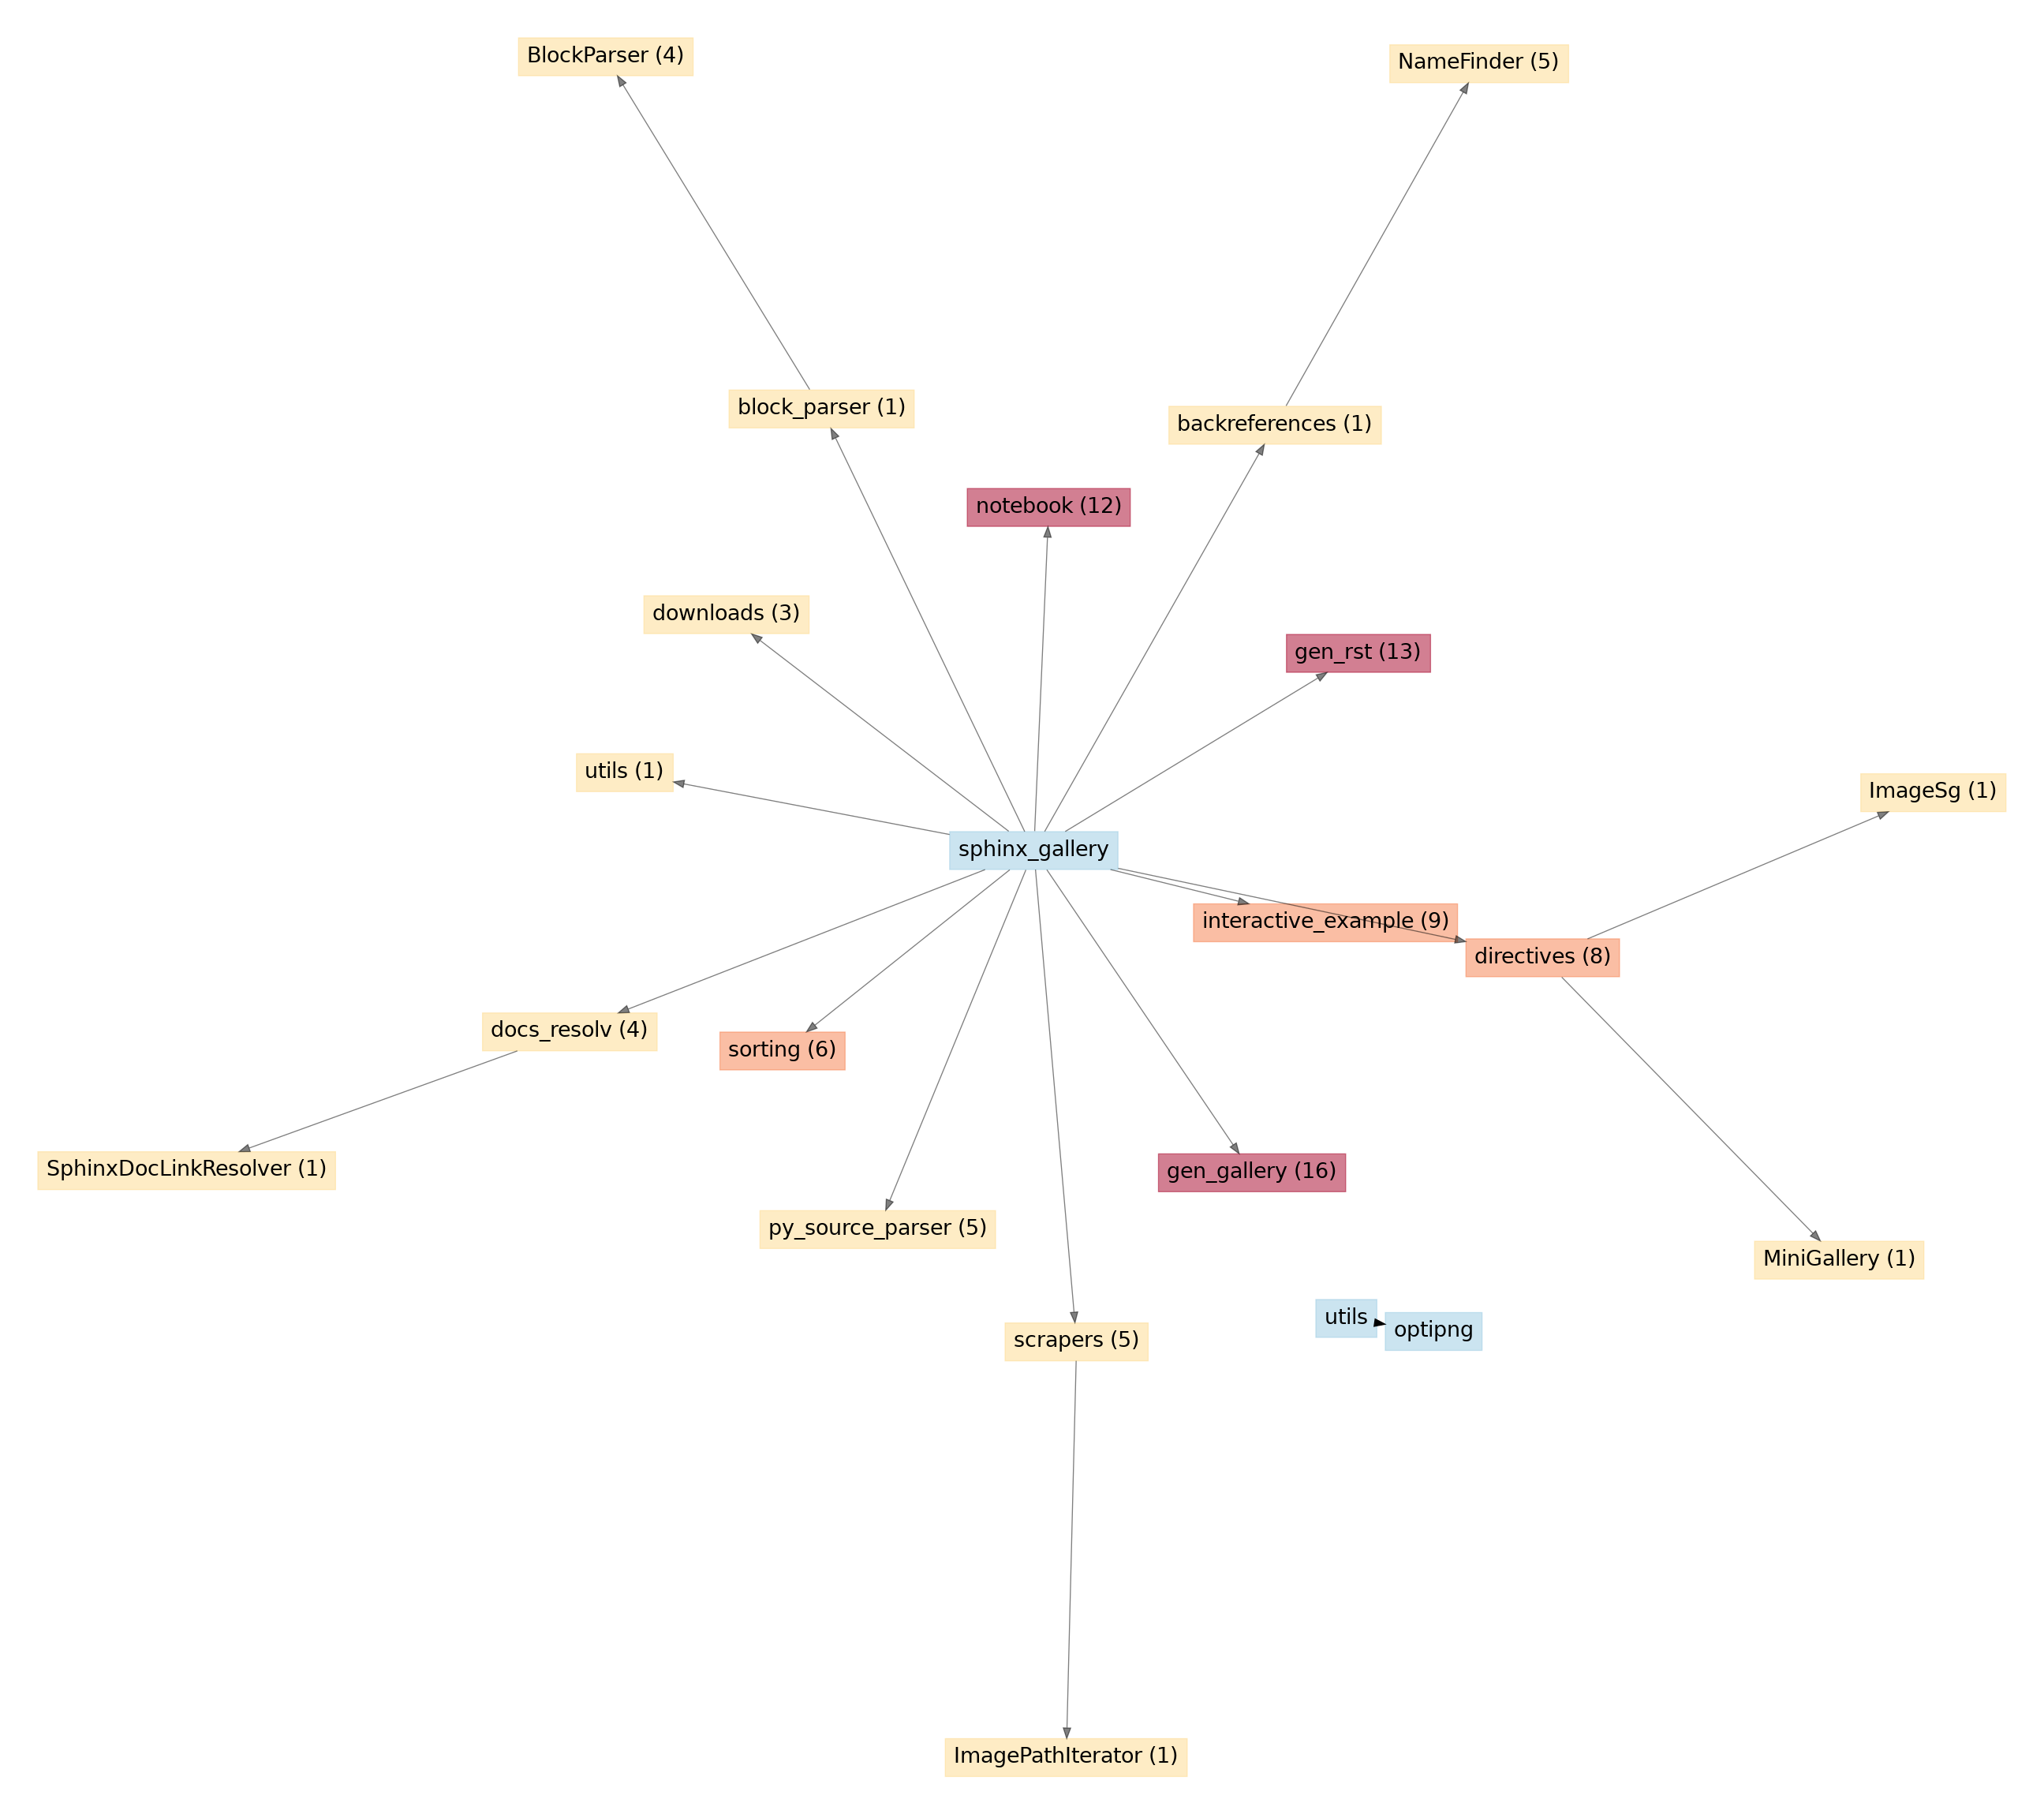 BlockParser (4)
NameFinder (5)
block_parser (1)
backreferences (1)
notebook (12)
downloads (3)
gen_rst (13)
utils (1)
ImageSg (1)
sphinx_gallery
interactive_example (9)
directives (8)
docs_resolv (4)
sorting (6)
SphinxDocLinkResolver (1)
gen_gallery (16)
py_source_parser (5)
MiniGallery (1)
utils
optipng
scrapers (5)
ImagePathIterator (1)